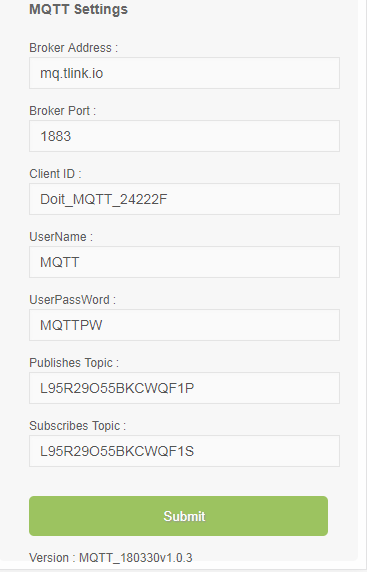 MQTT Settings
Broker Address :
mq.tlink.io
Broker Port :
1883
Client ID :
Doit_MQTT_24222F
UserName :
MQTT
UserPassWord :
MQTTPW
Publishes Topic :
L95R29O55BKCWQF1P
Subscribes Topic :
L95R29O55BKCWQF1S
Submit
Version : MQTT_180330v1.0.3